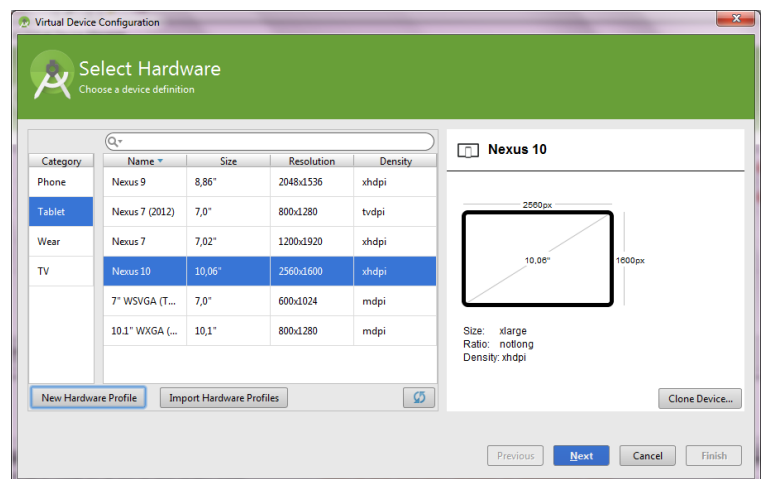 Virtual Device Configuration
x
Select Hardware
Choose a device definition
Category
Name Size Resolution Density
Phone
Tablet
Wear
TV
Nexus 9 8,86" 2048x1536 xhdpi
Nexus 7 (2012) 7,0" 800x1280 tvdpi
Nexus 7 7,02" 1200x1920 xhdpi
Nexus 10 10,06" 2560x1600 xhdpi
7" WSVGA (T... 7,0" 600x1024 mdpi
10.1" WXGA (... 10,1" 800x1280 mdpi
New Hardware Profile Import Hardware Profiles
Nexus 10
2560px
10,06" 1600px
Size: xlarge
Ratio: notlong
Density: xhdpi
Clone Device...
Previous Next Cancel Finish